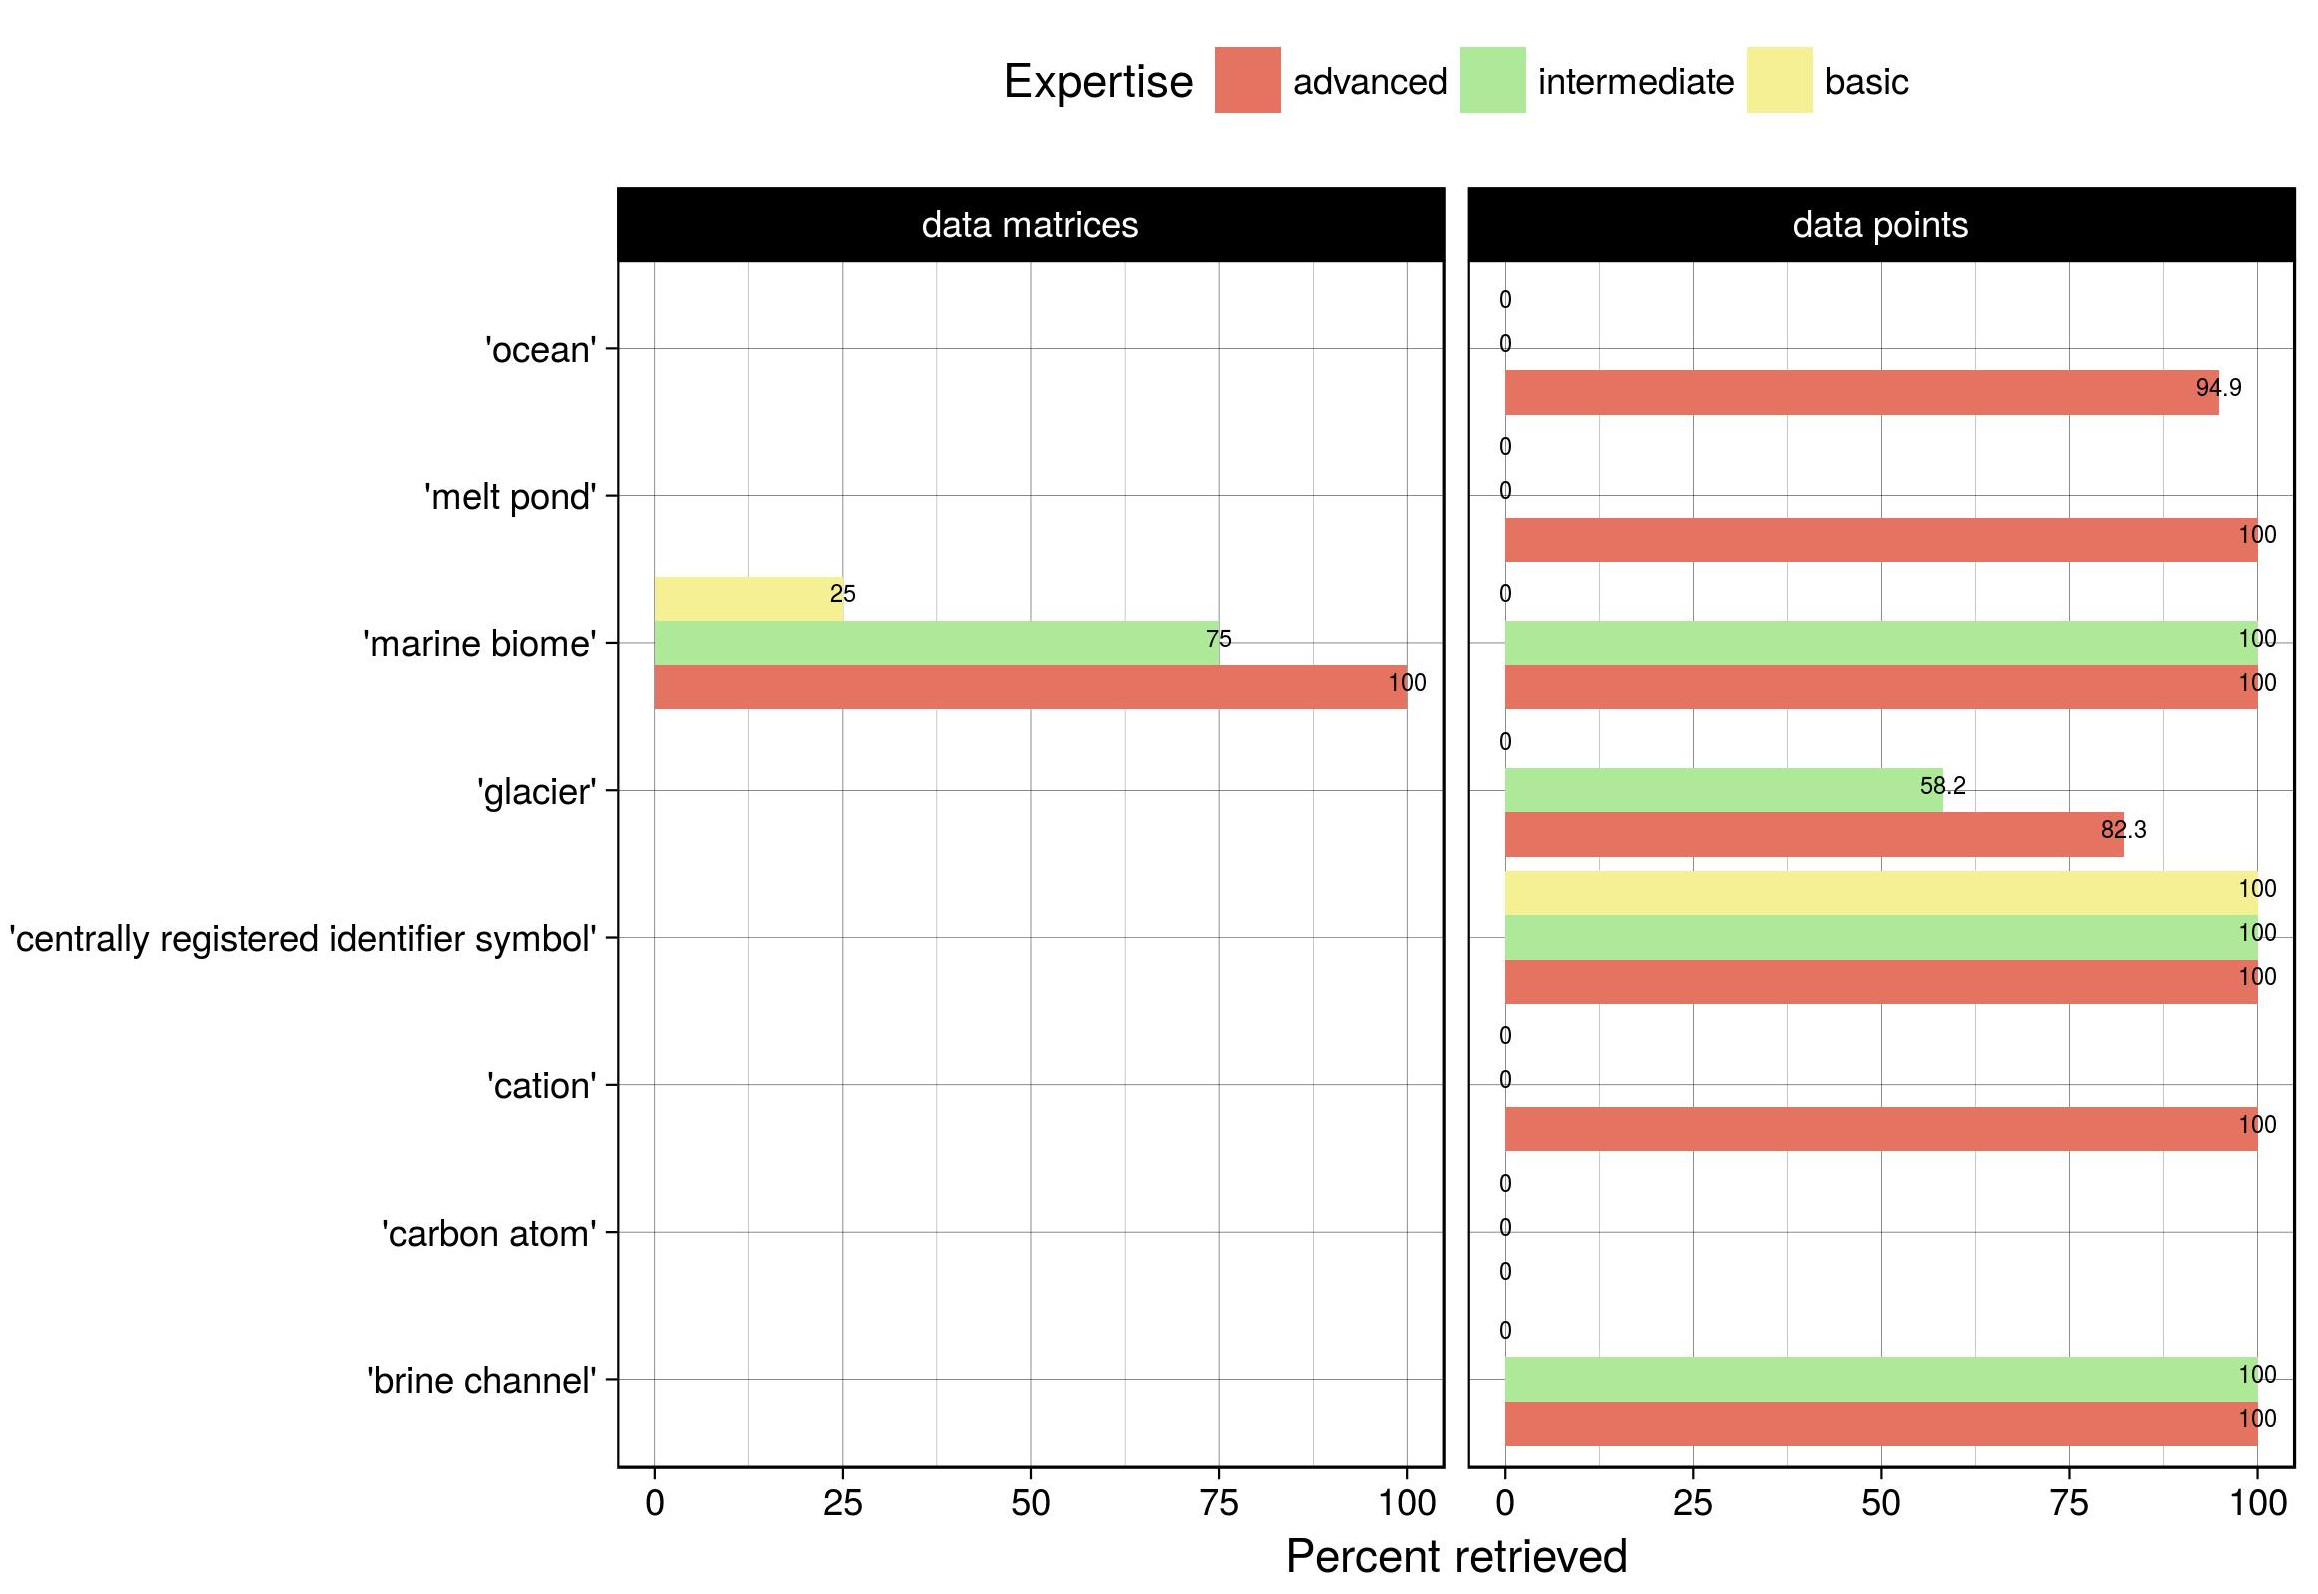 Expertise advanced intermediate basic
data matrices data points
'ocean'
0
0
94.9
'melt pond'
0
0
100
'marine biome'
25
75
100
0
100
100
'glacier'
0
58.2
82.3
'centrally registered identifier symbol'
100
100
100
'cation'
0
0
100
'carbon atom'
0
0
0
'brine channel'
0
100
100
0 25 50 75 100 0 25 50 75 100
Percent retrieved